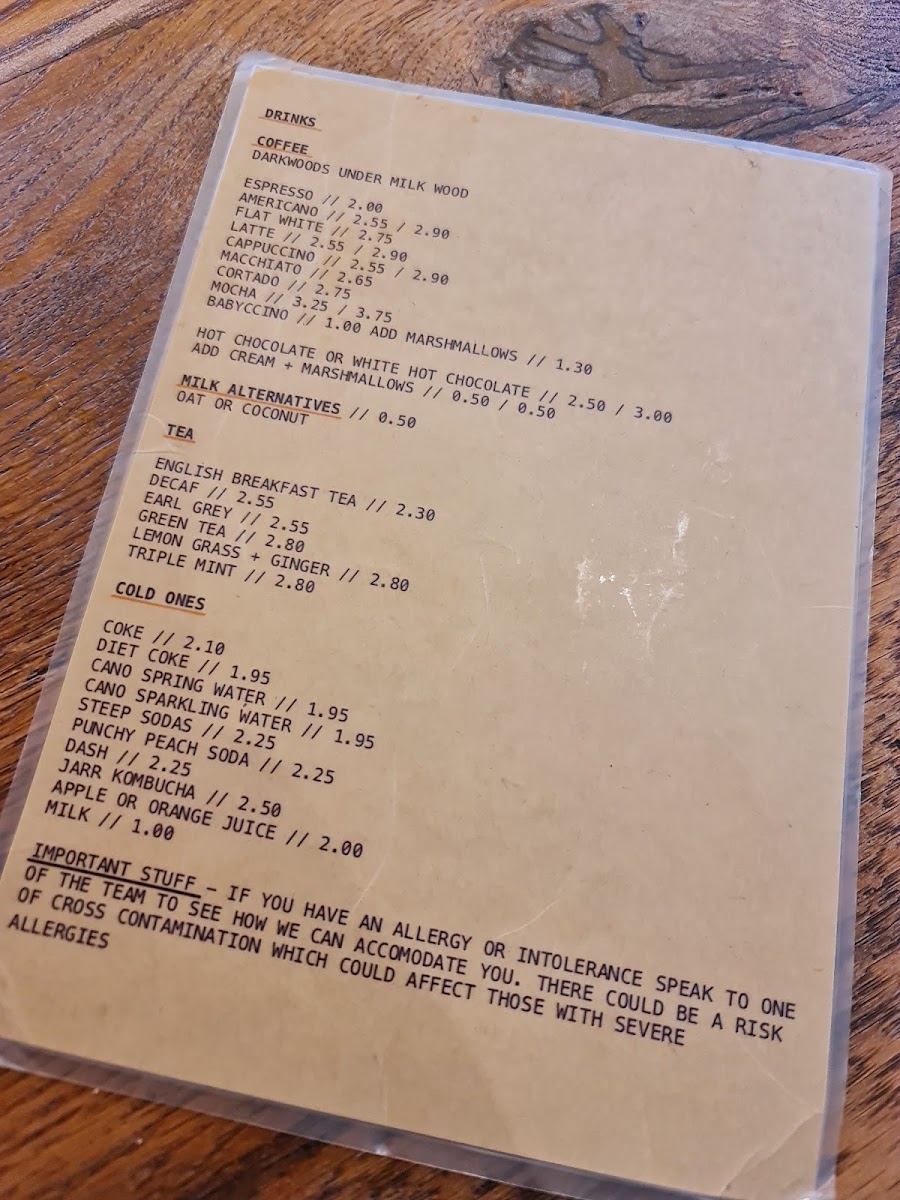 DRINKS
COFFEE
DARKWOODS UNDER MILK WOOD
ESPRESSO // 2.00
AMERICANO // 2.55 / 2.90
FLAT WHITE // 2.75
LATTE // 2.55 / 2.90
CAPPUCCINO // 2.55 / 2.90
MACCHIATO // 2.65
CORTADO // 2.75
MOCHA // 3.25 / 3.75
BABYCCINO // 1.00 ADD MARSHMALLOWS // 1.30
HOT CHOCOLATE OR WHITE HOT CHOCOLATE // 2.50 / 3.00
ADD CREAM + MARSHMALLOWS // 0.50 / 0.50
MILK ALTERNATIVES // 0.50
OAT OR COCONUT
TEA
ENGLISH BREAKFAST TEA // 2.30
DECAF // 2.55
EARL GREY // 2.55
GREEN TEA // 2.80
LEMON GRASS + GINGER // 2.80
TRIPLE MINT // 2.80
COLD ONES
COKE // 2.10
DIET COKE // 1.95
CANO SPRING WATER // 1.95
CANO SPARKLING WATER // 1.95
STEEP SODAS // 2.25
PUNCHY PEACH SODA // 2.25
DASH // 2.25
JARR KOMBUCHA // 2.50
APPLE OR ORANGE JUICE // 2.00
MILK // 1.00
IMPORTANT STUFF – IF YOU HAVE AN ALLERGY OR INTOLERANCE SPEAK TO ONE
OF THE TEAM TO SEE HOW WE CAN ACCOMODATE YOU. THERE COULD BE A RISK
OF CROSS CONTAMINATION WHICH COULD AFFECT THOSE WITH SEVERE
ALLERGIES